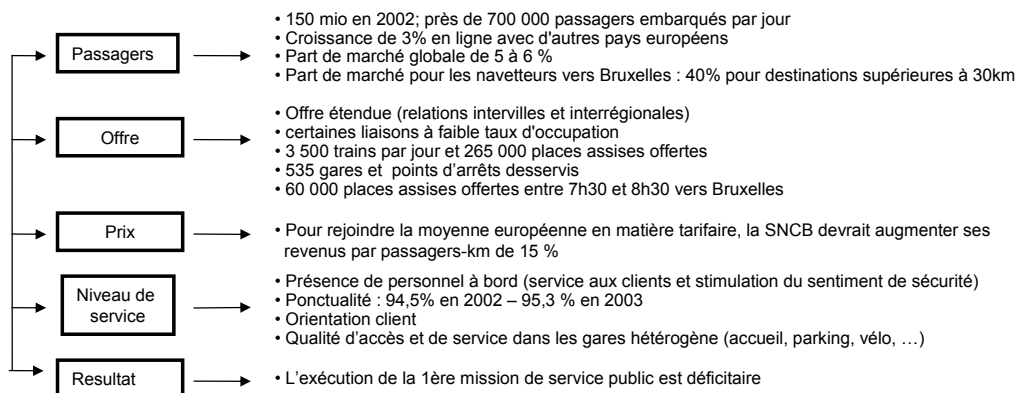 Passagers
• 150 mio en 2002; près de 700 000 passagers embarqués par jour
• Croissance de 3% en ligne avec d'autres pays européens
• Part de marché globale de 5 à 6 %
• Part de marché pour les navetteurs vers Bruxelles : 40% pour destinations supérieures à 30km
Offre
• Offre étendue (relations intervilles et interrégionales)
• certaines liaisons à faible taux d'occupation
• 3 500 trains par jour et 265 000 places assises offertes
• 535 gares et points d'arrêts desservis
• 60 000 places assises offertes entre 7h30 et 8h30 vers Bruxelles
Prix
• Pour rejoindre la moyenne européenne en matière tarifaire, la SNCB devrait augmenter ses
revenus par passagers-km de 15 %
Niveau de
service
• Présence de personnel à bord (service aux clients et stimulation du sentiment de sécurité)
• Ponctualité : 94,5% en 2002 – 95,3 % en 2003
• Orientation client
• Qualité d'accès et de service dans les gares hétérogène (accueil, parking, vélo, …)
Resultat
• L'exécution de la 1ère mission de service public est déficitaire